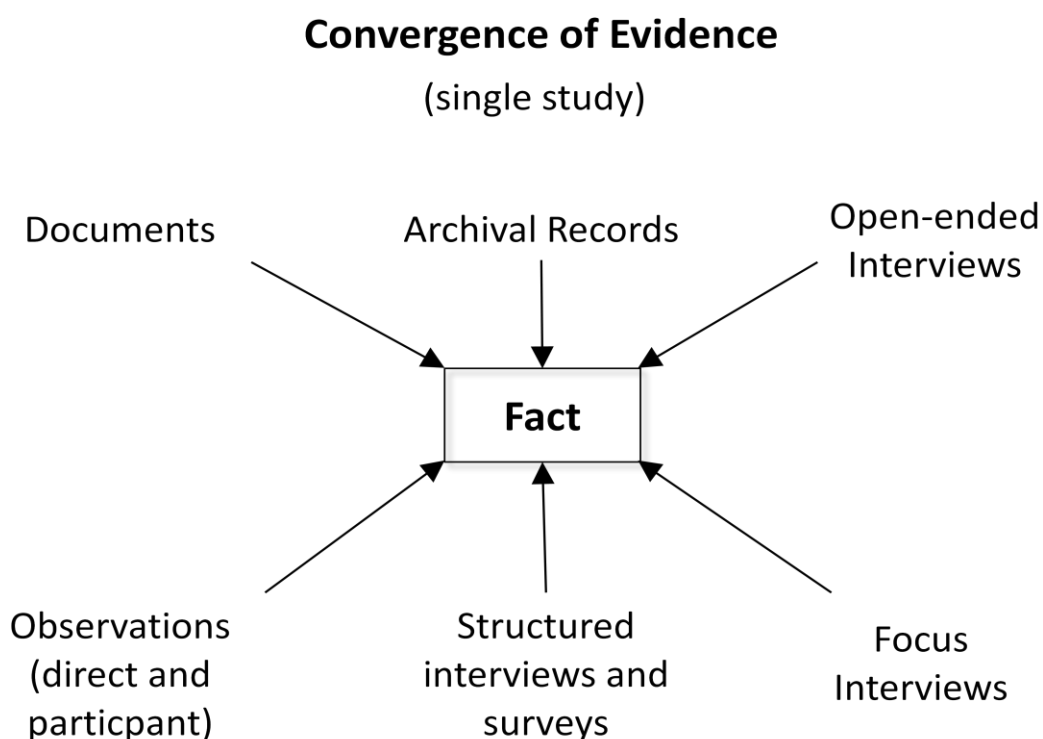 Convergence of Evidence
(single study)
Documents
Archival Records
Open-ended
Interviews
Fact
Observations
(direct and
particpant)
Structured
interviews and
surveys
Focus
Interviews